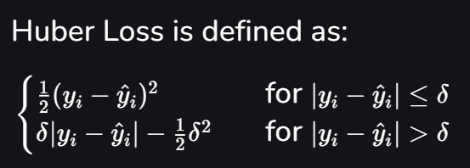 Huber Loss is defined as:
½(yᵢ − ŷᵢ)² for |yᵢ − ŷᵢ| ≤ δ
δ|yᵢ − ŷᵢ| − ½δ² for |yᵢ − ŷᵢ| > δ